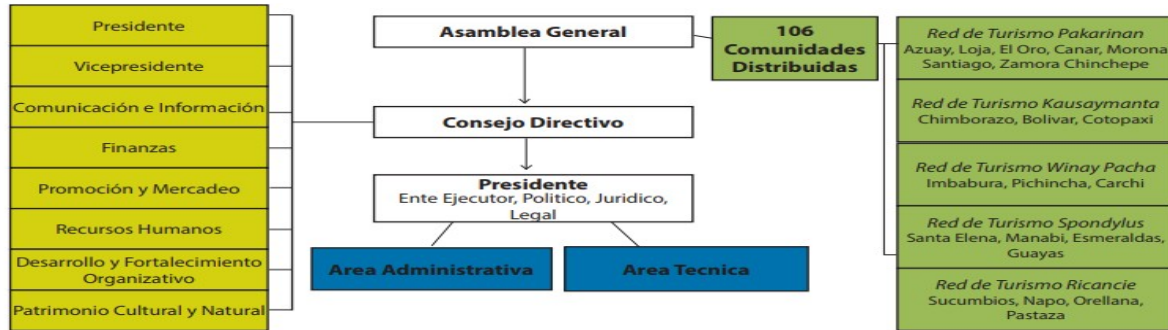 Presidente
Vicepresidente
Comunicación e Información
Finanzas
Promoción y Mercadeo
Recursos Humanos
Desarrollo y Fortalecimiento
Organizativo
Patrimonio Cultural y Natural
Asamblea General
Consejo Directivo
Presidente
Ente Ejecutor, Politico, Juridico,
Legal
Area Administrativa
Area Tecnica
106
Comunidades
Distribuidas
Red de Turismo Pakarinan
Azuay, Loja, El Oro, Canar, Morona
Santiago, Zamora Chinchepe
Red de Turismo Kausaymanta
Chimborazo, Bolivar, Cotopaxi
Red de Turismo Winay Pacha
Imbabura, Pichincha, Carchi
Red de Turismo Spondylus
Santa Elena, Manabi, Esmeraldas,
Guayas
Red de Turismo Ricancie
Sucumbios, Napo, Orellana,
Pastaza